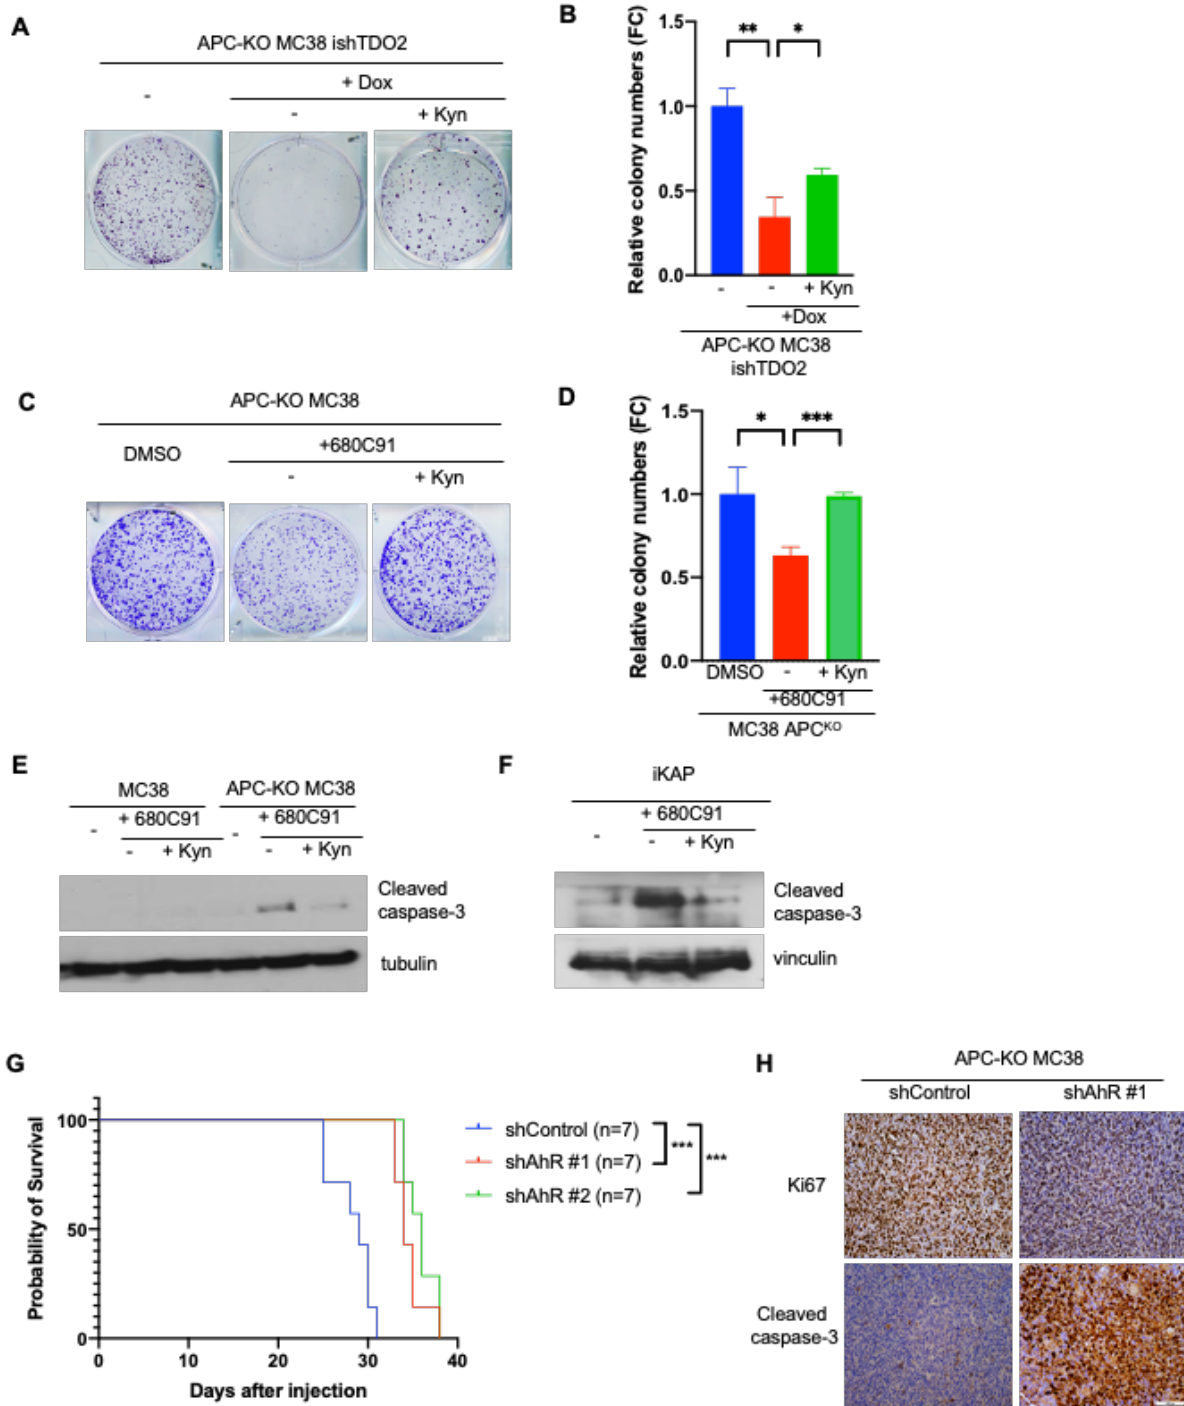 A
APC-KO MC38 ishTDO2
-
+ Dox
-
+ Kyn
B
Relative colony numbers (FC)
1.5
1.0
0.5
0.0
**
*
-
-
+ Kyn
+Dox
APC-KO MC38
ishTDO2
C
APC-KO MC38
DMSO
+680C91
-
+ Kyn
D
Relative colony numbers (FC)
1.5
1.0
0.5
0.0
*
***
DMSO
-
+ Kyn
+680C91
MC38 APCᴷᴼ
E
MC38
APC-KO MC38
-
+ 680C91
-
+ 680C91
-
+ Kyn
-
+ Kyn
Cleaved
caspase-3
tubulin
F
iKAP
-
+ 680C91
-
+ Kyn
Cleaved
caspase-3
vinculin
G
Probability of Survival
100
50
0
0
10
20
30
40
Days after injection
shControl (n=7)
shAhR #1 (n=7)
shAhR #2 (n=7)
***
***
H
APC-KO MC38
shControl
shAhR #1
Ki67
Cleaved
caspase-3